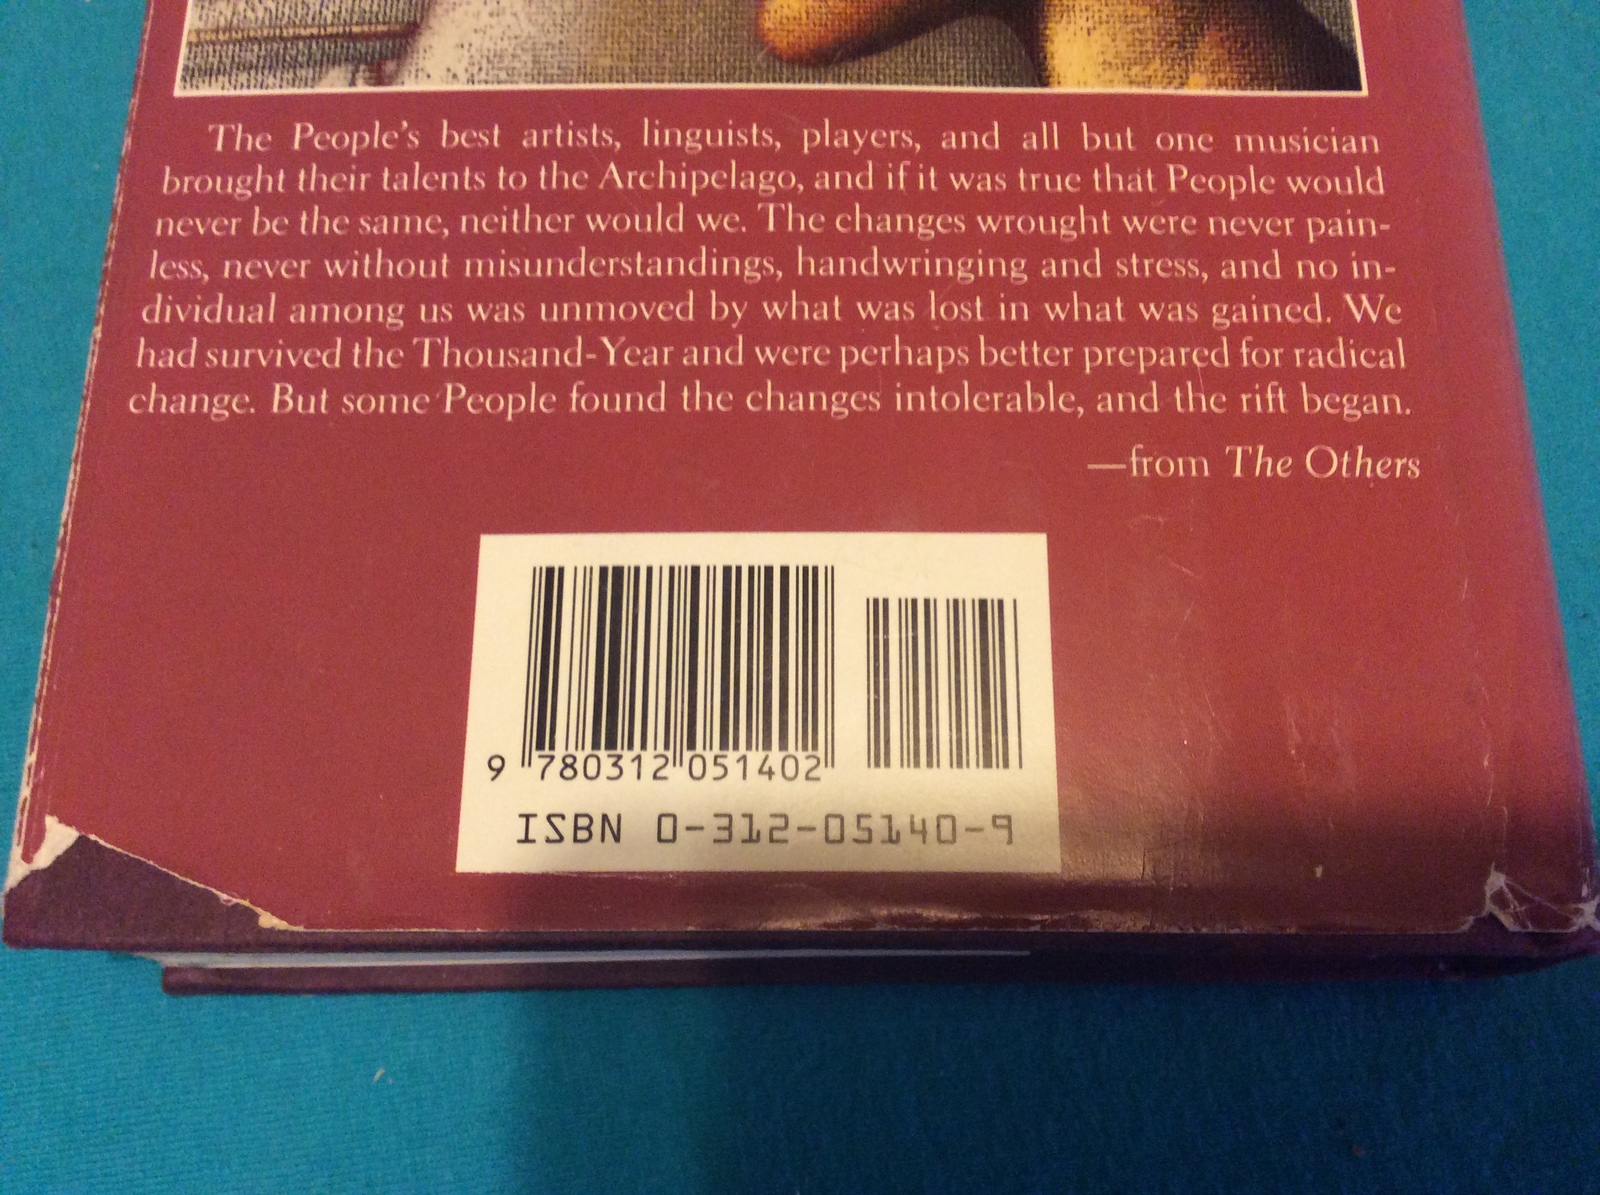 The People's best artists, linguists, players, and all but one musician
brought their talents to the Archipelago, and if it was true that People would
never be the same, neither would we. The changes wrought were never pain-
less, never without misunderstandings, handwringing and stress, and no in-
dividual among us was unmoved by what was lost in what was gained. We
had survived the Thousand-Year and were perhaps better prepared for radical
change. But some People found the changes intolerable, and the rift began.
—from The Others
9 780312 051402
ISBN 0-312-05140-9